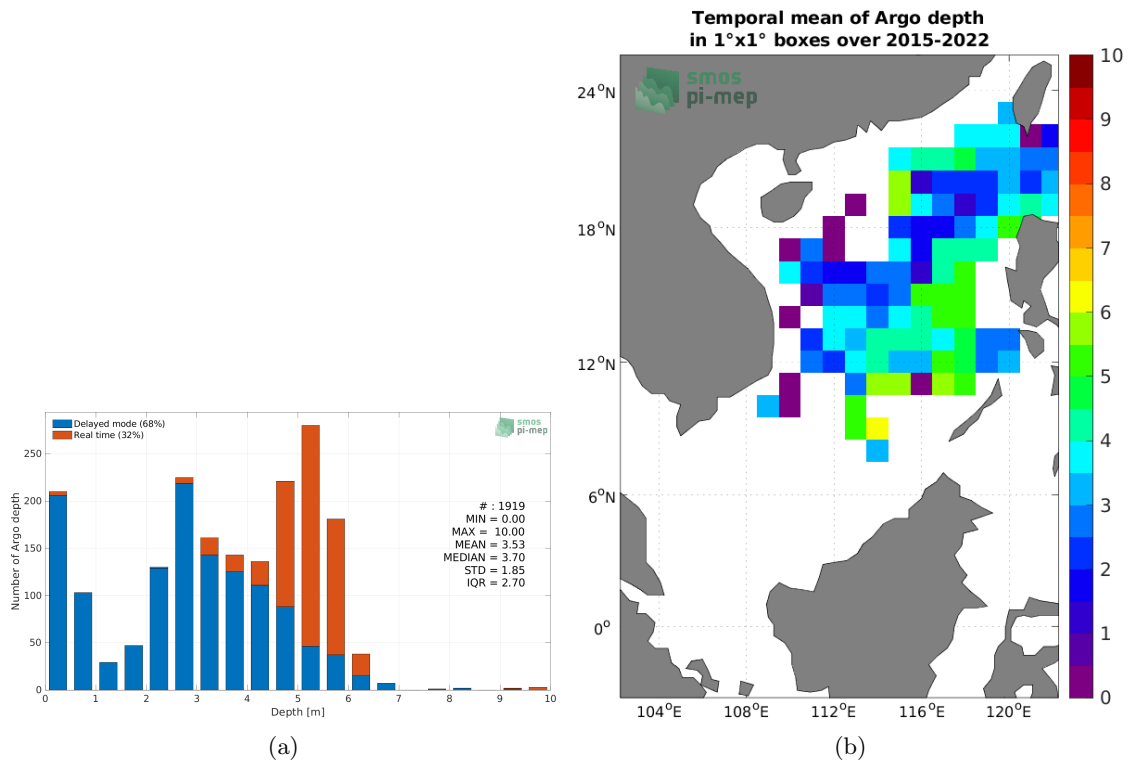 Delayed mode (68%)
Real time (32%)
smos
pi-mep
# : 1919
MIN = 0.00
MAX = 10.00
MEAN = 3.53
MEDIAN = 3.70
STD = 1.85
IQR = 2.70
Number of Argo depth
250
200
150
100
50
0
0 1 2 3 4 5 6 7 8 9 10
Depth [m]
(a)
Temporal mean of Argo depth
in 1°x1° boxes over 2015-2022
smos
pi-mep
24°N
18°N
12°N
6°N
0°
104°E 108°E 112°E 116°E 120°E
10
9
8
7
6
5
4
3
2
1
0
(b)